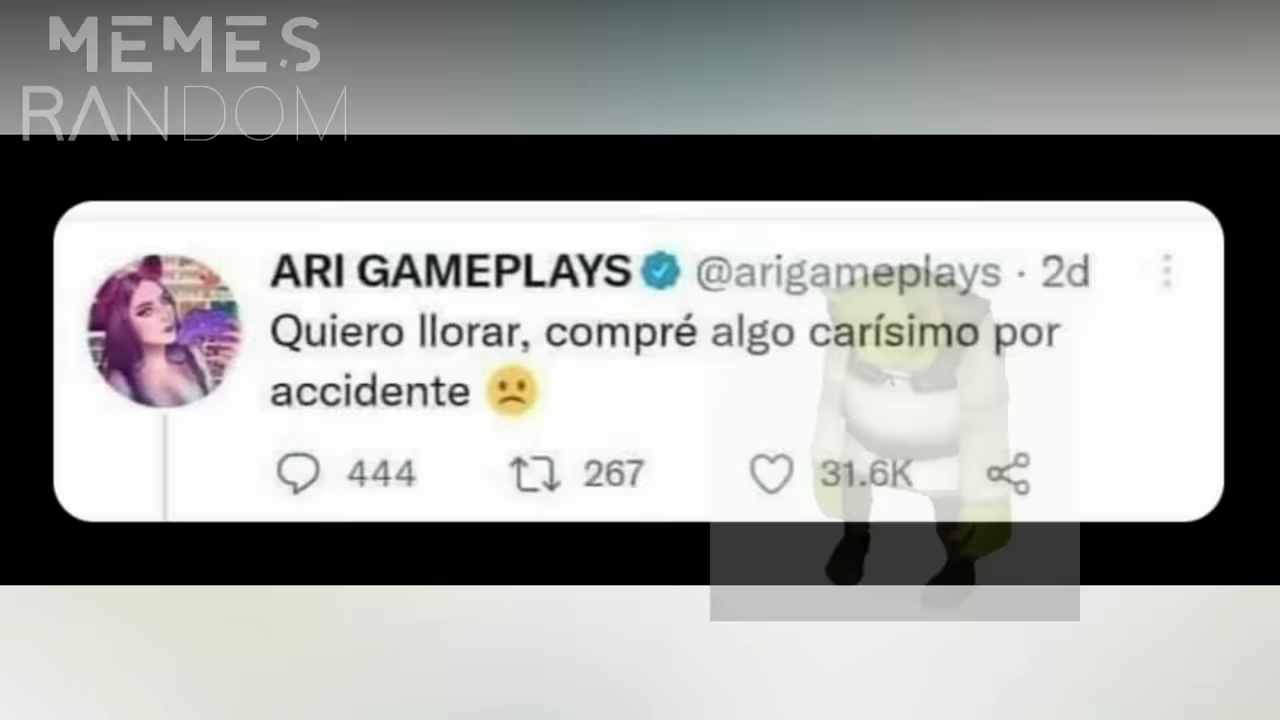 MEMES
RANDOM
ARI GAMEPLAYS @arigameplays · 2d
Quiero llorar, compré algo carísimo por
accidente
444 267 31.6K